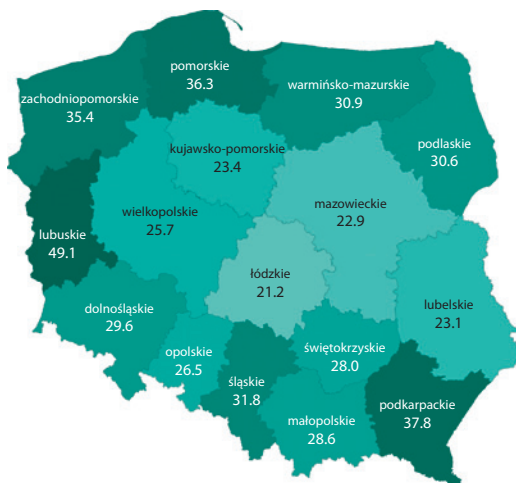 pomorskie
36.3
warmińsko-mazurskie
30.9
zachodniopomorskie
35.4
podlaskie
30.6
kujawsko-pomorskie
23.4
mazowieckie
22.9
wielkopolskie
25.7
lubuskie
49.1
łódzkie
21.2
lubelskie
23.1
dolnośląskie
29.6
opolskie
26.5
świętokrzyskie
28.0
śląskie
31.8
podkarpackie
37.8
małopolskie
28.6